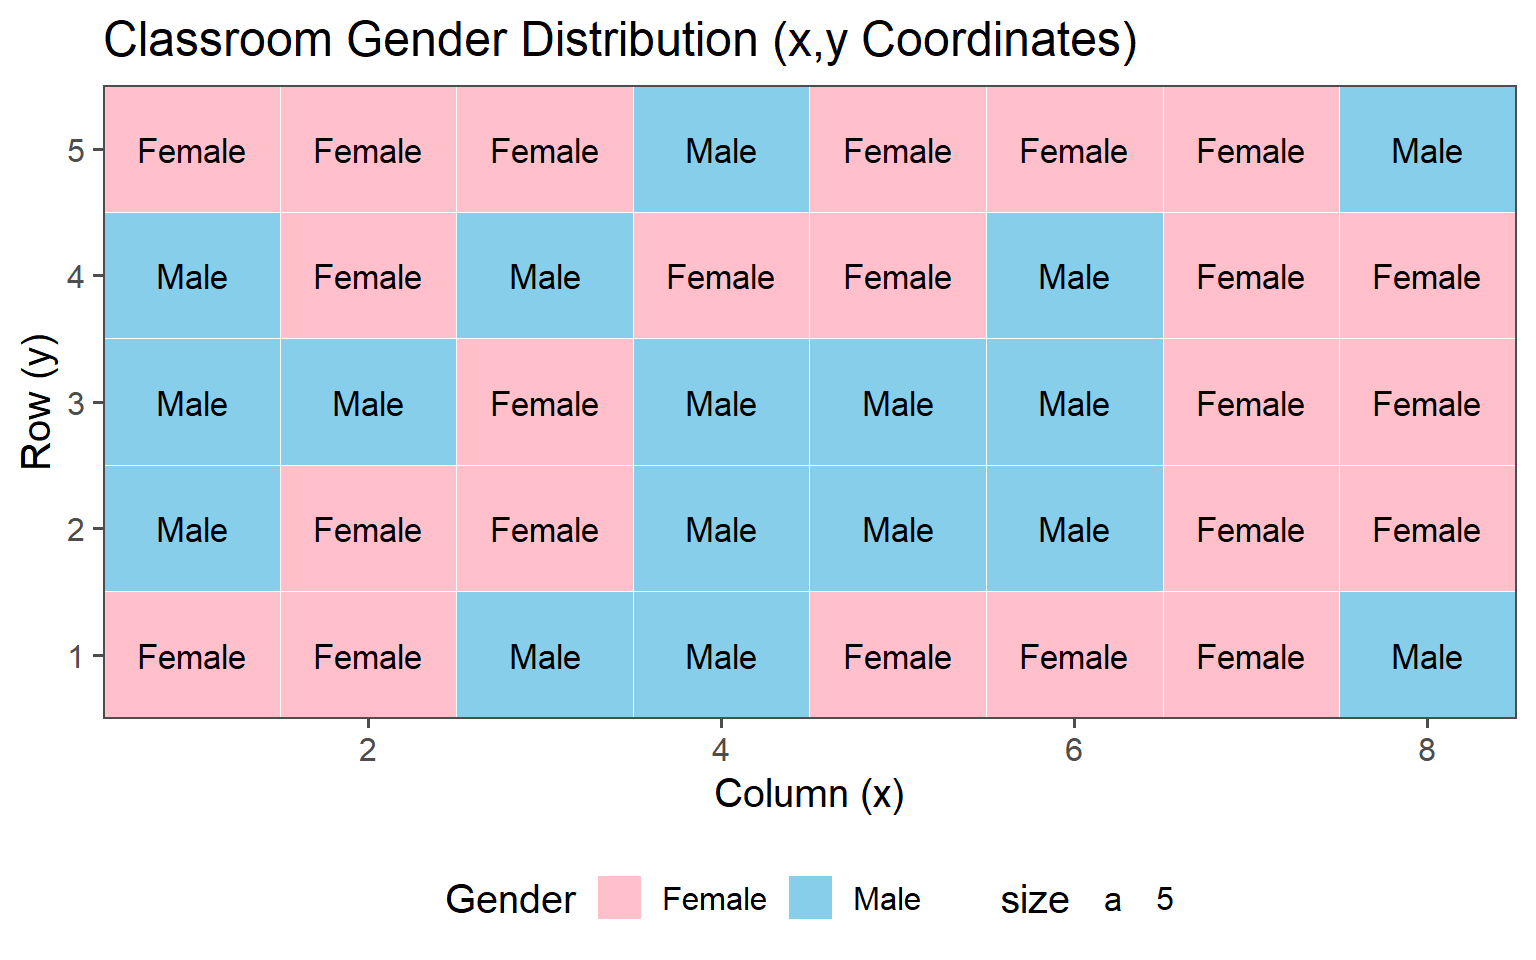 Classroom Gender Distribution (x,y Coordinates)
Row (y)
5 Female Female Female Male Female Female Female Male
4 Male Female Male Female Female Male Female Female
3 Male Male Female Male Male Male Female Female
2 Male Female Female Male Male Male Female Female
1 Female Female Male Male Female Female Female Male
2 4 6 8
Column (x)
Gender Female Male size a 5